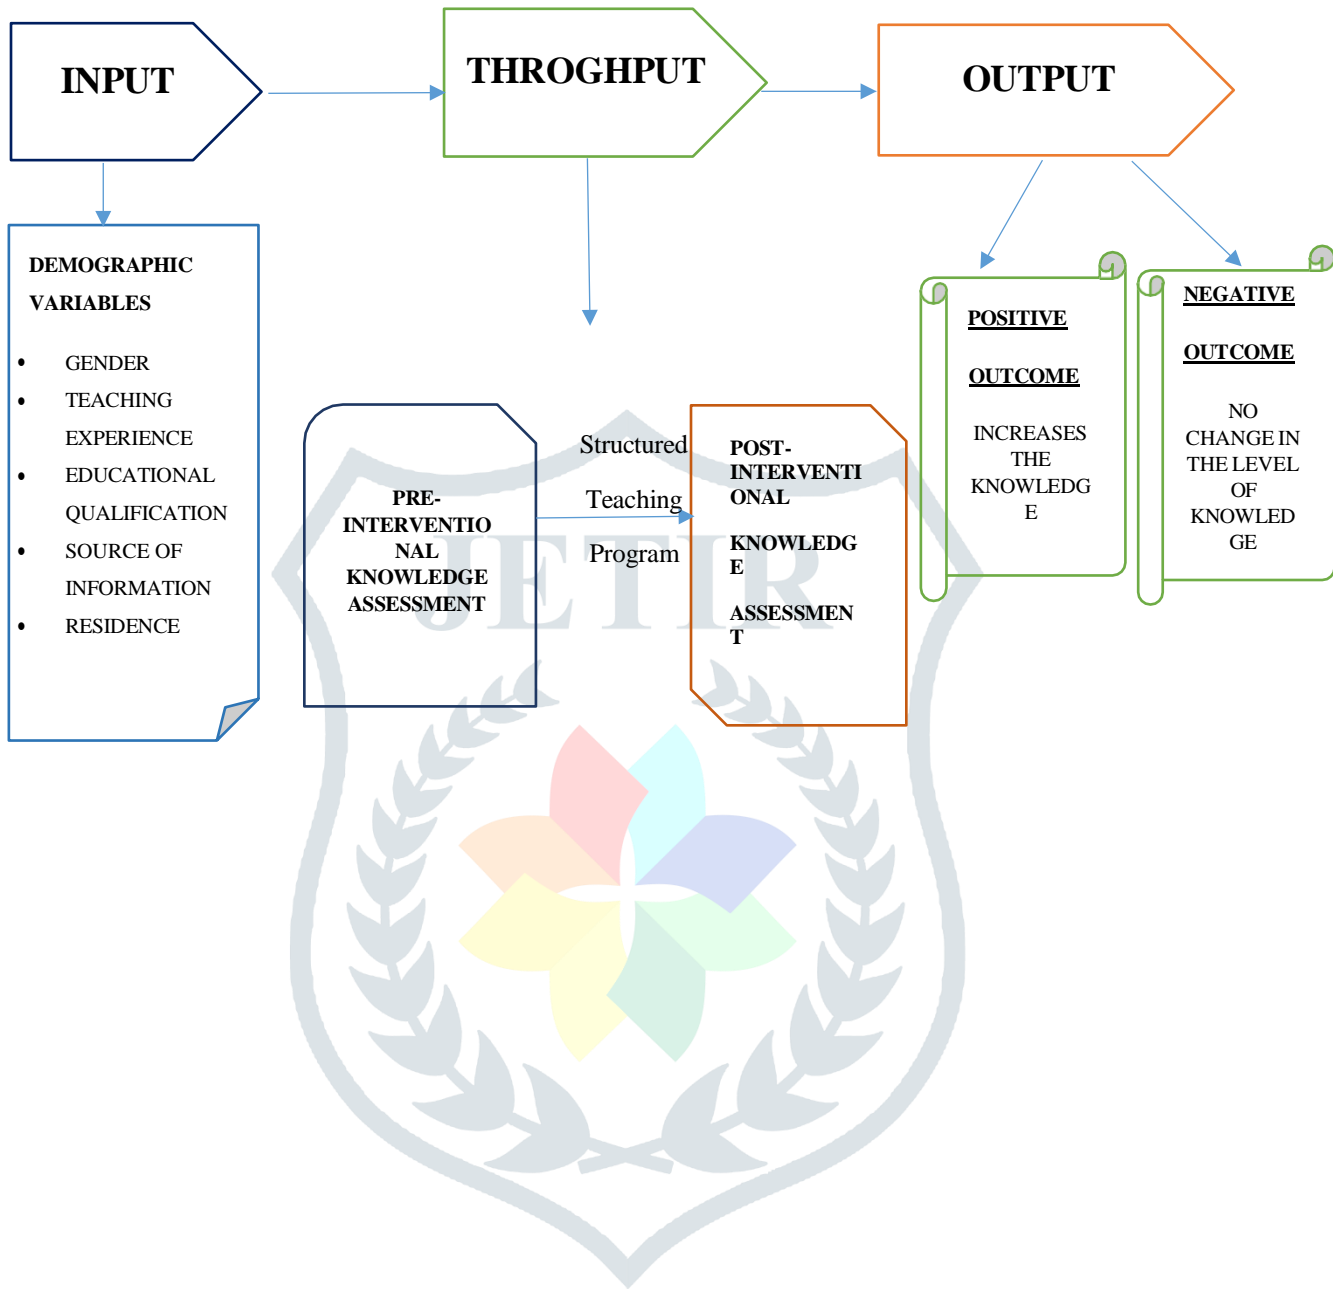 INPUT
THROGHPUT
OUTPUT
DEMOGRAPHIC
VARIABLES
• GENDER
• TEACHING
EXPERIENCE
• EDUCATIONAL
QUALIFICATION
• SOURCE OF
INFORMATION
• RESIDENCE
PRE-
INTERVENTIO
NAL
KNOWLEDGE
ASSESSMENT
Structured
Teaching
Program
POST-
INTERVENTI
ONAL
KNOWLEDG
E
ASSESSMEN
T
POSITIVE
OUTCOME
INCREASES
THE
KNOWLEDG
E
NEGATIVE
OUTCOME
NO
CHANGE IN
THE LEVEL
OF
KNOWLED
GE
JETIR